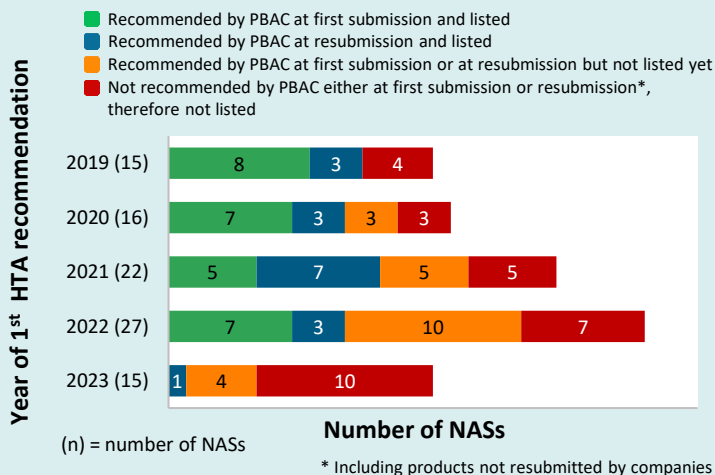 Recommended by PBAC at first submission and listed
Recommended by PBAC at resubmission and listed
Recommended by PBAC at first submission or at resubmission but not listed yet
Not recommended by PBAC either at first submission or resubmission*,
therefore not listed
Year of 1st HTA recommendation
2019 (15) 8 3 4
2020 (16) 7 3 3 3
2021 (22) 5 7 5 5
2022 (27) 7 3 10 7
2023 (15) 1 4 10
Number of NASs
(n) = number of NASs
* Including products not resubmitted by companies